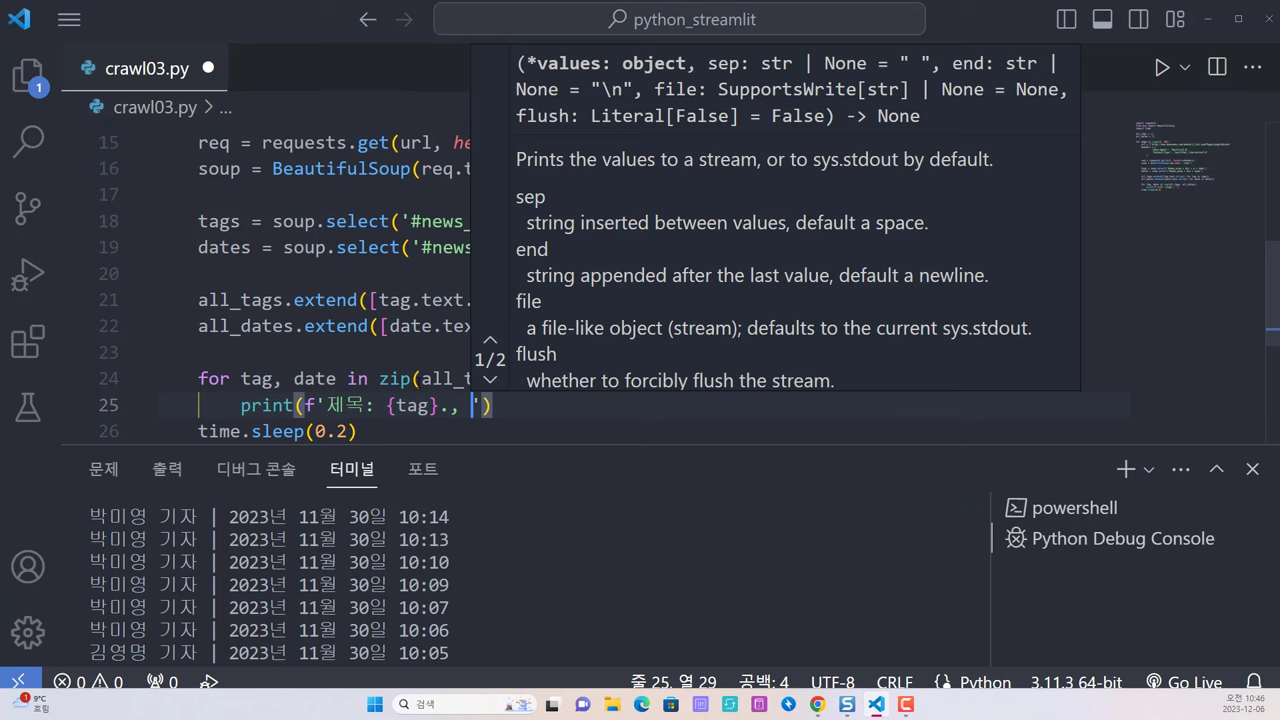 python_streamlit
crawl03.py
crawl03.py > ...
1
(*values: object, sep: str | None = " ", end: str |
None = "\n", file: SupportsWrite[str] | None = None,
flush: Literal[False] = False) -> None
Prints the values to a stream, or to sys.stdout by default.
sep
string inserted between values, default a space.
end
string appended after the last value, default a newline.
file
a file-like object (stream); defaults to the current sys.stdout.
flush
whether to forcibly flush the stream.
1/2
15 req = requests.get(url, he
16 soup = BeautifulSoup(req.
17
18 tags = soup.select('#news_
19 dates = soup.select('#news
20
21 all_tags.extend([tag.text.
22 all_dates.extend([date.tex
23
24 for tag, date in zip(all_t
25 print(f'제목: {tag}., ')
26 time.sleep(0.2)
문제 출력 디버그 콘솔 터미널 포트
박미영 기자 | 2023년 11월 30일 10:14
박미영 기자 | 2023년 11월 30일 10:13
박미영 기자 | 2023년 11월 30일 10:10
박미영 기자 | 2023년 11월 30일 10:09
박미영 기자 | 2023년 11월 30일 10:07
박미영 기자 | 2023년 11월 30일 10:06
김영명 기자 | 2023년 11월 30일 10:05
powershell
Python Debug Console
0 0 0 줄 25, 열 29 공백: 4 UTF-8 CRLF Python 3.11.3 64-bit Go Live
1 9°C
흐림
검색
오전 10:46
2023-12-06